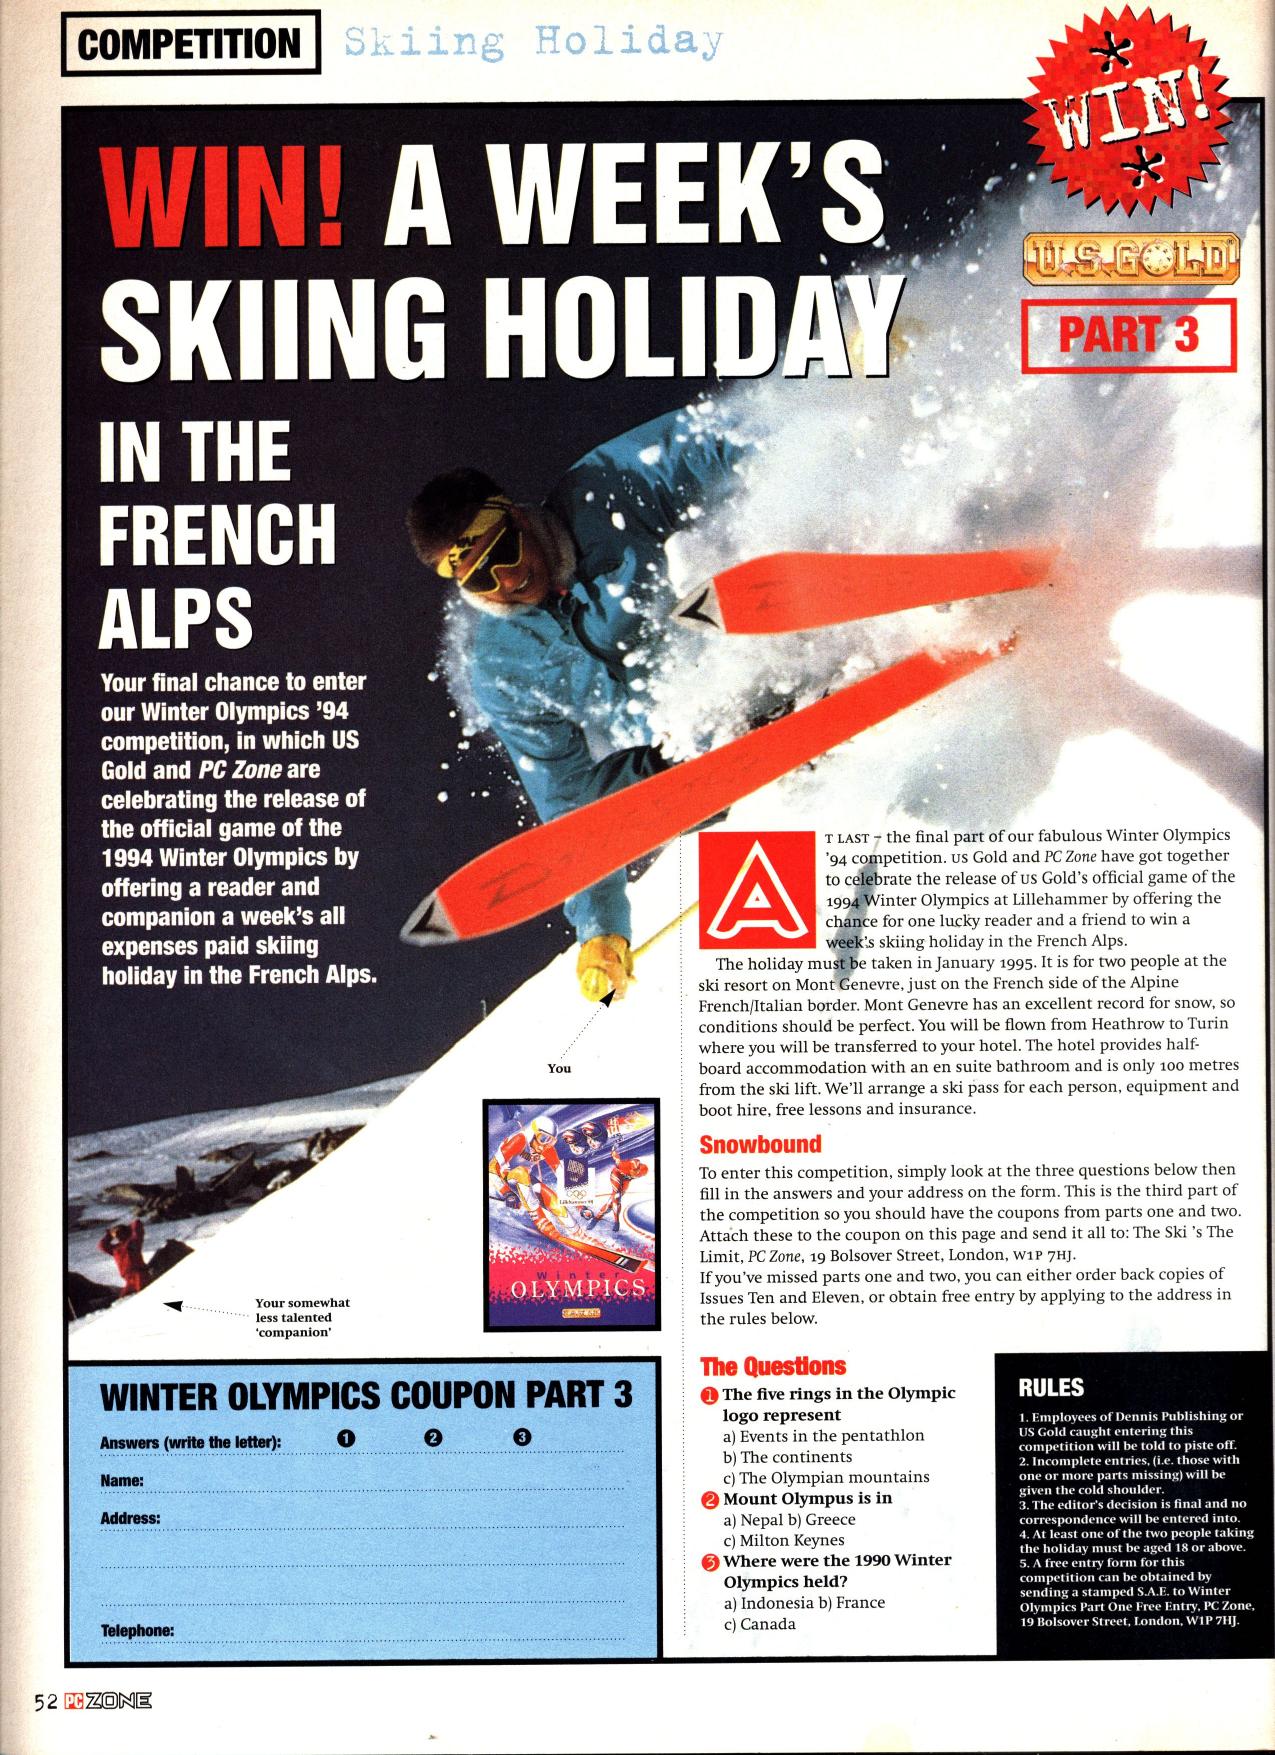 COMPETITION Skiing Holiday
WIN!
WIN! A WEEK'S
SKIING HOLIDAY
U.S. GOLD®
PART 3
IN THE
FRENCH
ALPS
Your final chance to enter
our Winter Olympics '94
competition, in which US
Gold and PC Zone are
celebrating the release of
the official game of the
1994 Winter Olympics by
offering a reader and
companion a week's all
expenses paid skiing
holiday in the French Alps.
You
Your somewhat
less talented
'companion'
Lillehammer '94
Winter
OLYMPICS
AT LAST – the final part of our fabulous Winter Olympics
'94 competition. US Gold and PC Zone have got together
to celebrate the release of US Gold's official game of the
1994 Winter Olympics at Lillehammer by offering the
chance for one lucky reader and a friend to win a
week's skiing holiday in the French Alps.
The holiday must be taken in January 1995. It is for two people at the
ski resort on Mont Genevre, just on the French side of the Alpine
French/Italian border. Mont Genevre has an excellent record for snow, so
conditions should be perfect. You will be flown from Heathrow to Turin
where you will be transferred to your hotel. The hotel provides half-
board accommodation with an en suite bathroom and is only 100 metres
from the ski lift. We'll arrange a ski pass for each person, equipment and
boot hire, free lessons and insurance.
Snowbound
To enter this competition, simply look at the three questions below then
fill in the answers and your address on the form. This is the third part of
the competition so you should have the coupons from parts one and two.
Attach these to the coupon on this page and send it all to: The Ski 's The
Limit, PC Zone, 19 Bolsover Street, London, W1P 7HJ.
If you've missed parts one and two, you can either order back copies of
Issues Ten and Eleven, or obtain free entry by applying to the address in
the rules below.
The Questions
1 The five rings in the Olympic
logo represent
a) Events in the pentathlon
b) The continents
c) The Olympian mountains
2 Mount Olympus is in
a) Nepal b) Greece
c) Milton Keynes
3 Where were the 1990 Winter
Olympics held?
a) Indonesia b) France
c) Canada
RULES
1. Employees of Dennis Publishing or
US Gold caught entering this
competition will be told to piste off.
2. Incomplete entries, (i.e. those with
one or more parts missing) will be
given the cold shoulder.
3. The editor's decision is final and no
correspondence will be entered into.
4. At least one of the two people taking
the holiday must be aged 18 or above.
5. A free entry form for this
competition can be obtained by
sending a stamped S.A.E. to Winter
Olympics Part One Free Entry, PC Zone,
19 Bolsover Street, London, W1P 7HJ.
WINTER OLYMPICS COUPON PART 3
Answers (write the letter): 1 2 3
Name:
Address:
Telephone:
52 PC ZONE